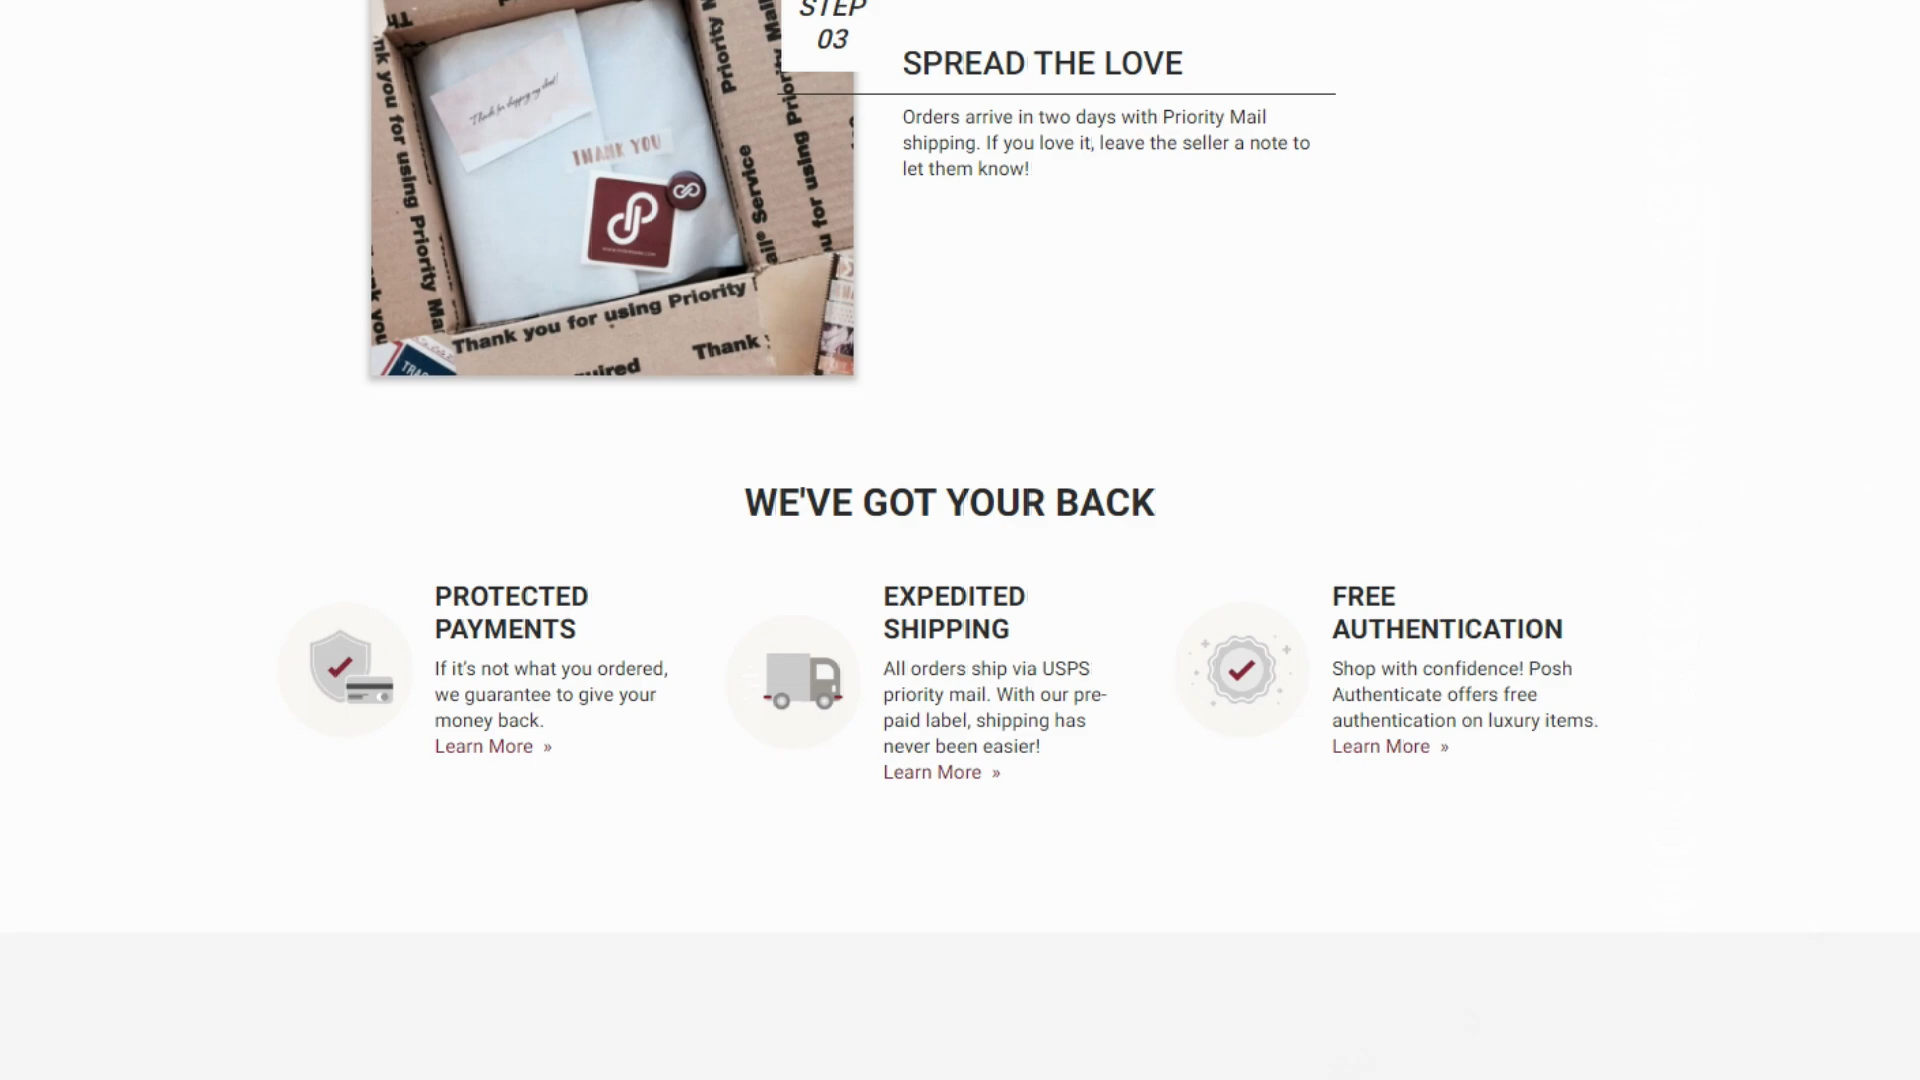 STEP
03
SPREAD THE LOVE
Orders arrive in two days with Priority Mail
shipping. If you love it, leave the seller a note to
let them know!
Thank you for using Priority
Thank
Service
Priority
THANK YOU
WE'VE GOT YOUR BACK
PROTECTED
PAYMENTS
If it’s not what you ordered,
we guarantee to give your
money back.
Learn More »
EXPEDITED
SHIPPING
All orders ship via USPS
priority mail. With our pre-
paid label, shipping has
never been easier!
Learn More »
FREE
AUTHENTICATION
Shop with confidence! Posh
Authenticate offers free
authentication on luxury items.
Learn More »